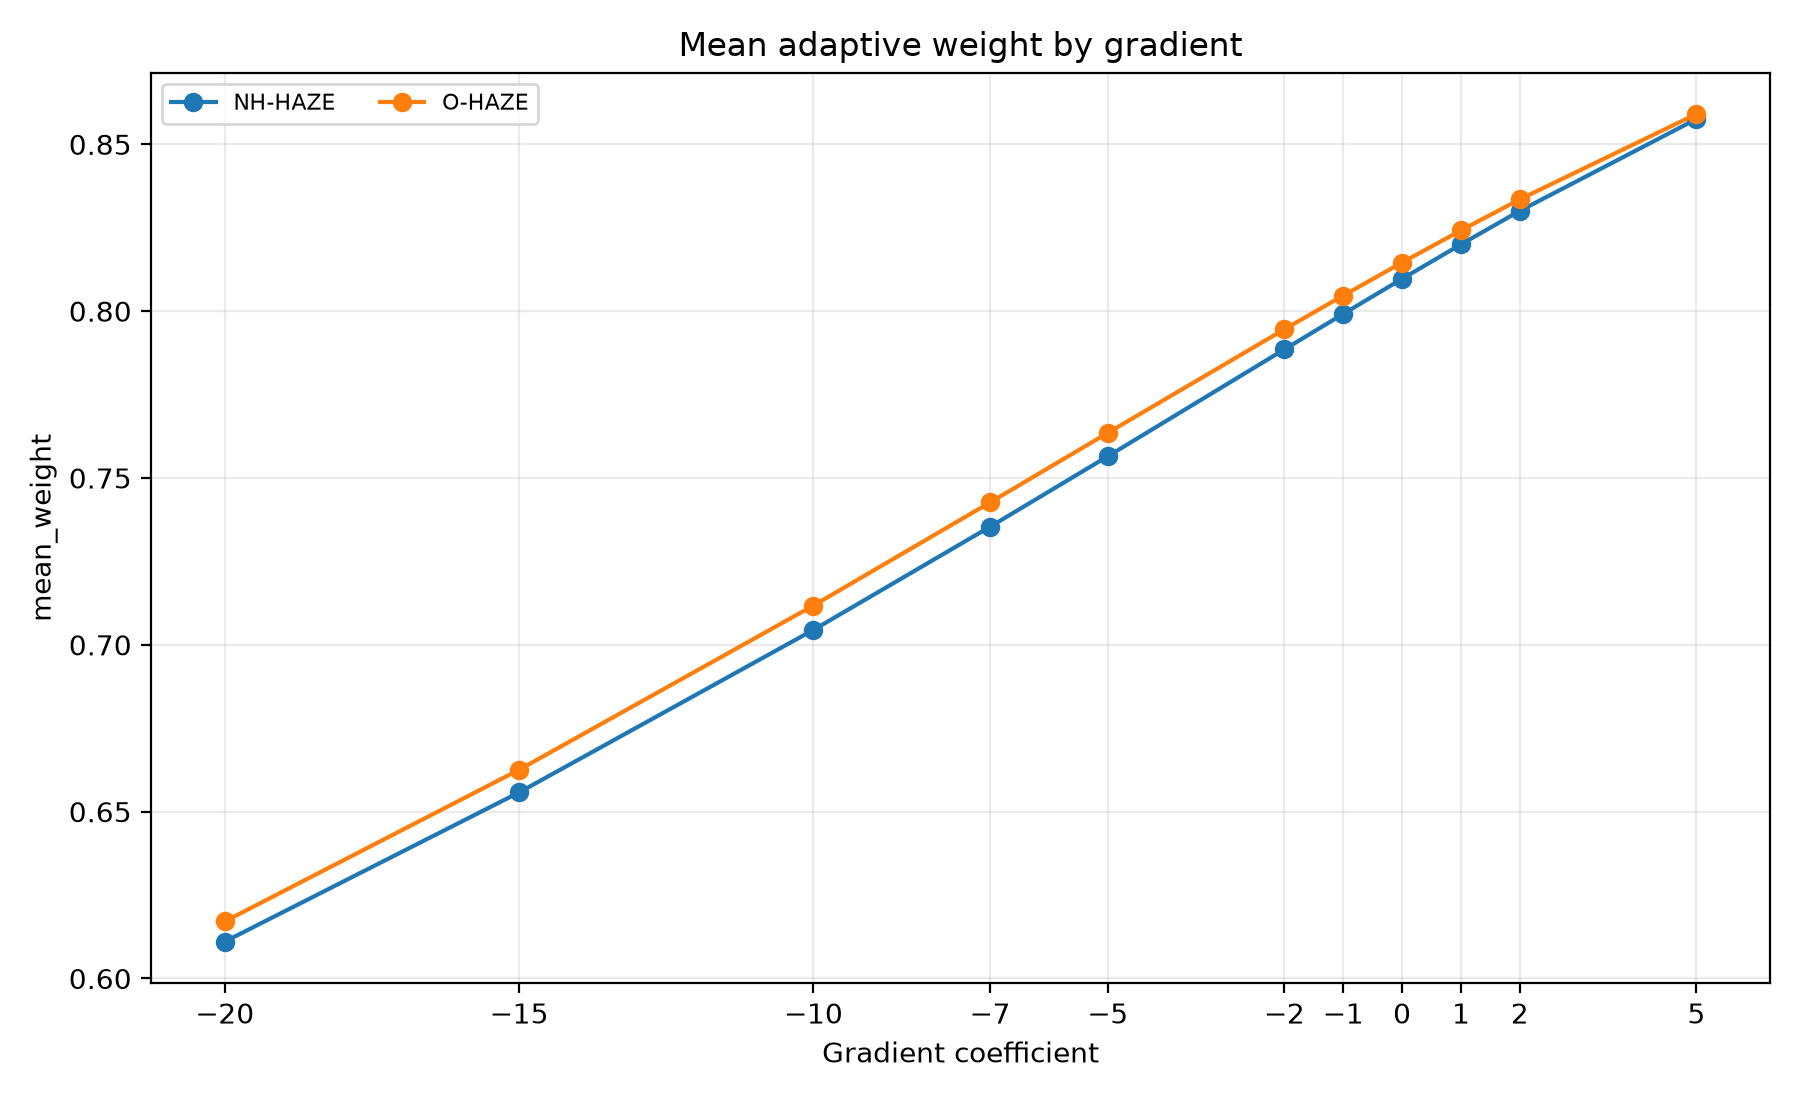 Mean adaptive weight by gradient
NH-HAZE O-HAZE
0.85
0.80
0.75
0.70
0.65
0.60
mean_weight
−20 −15 −10 −7 −5 −2 −1 0 1 2 5
Gradient coefficient